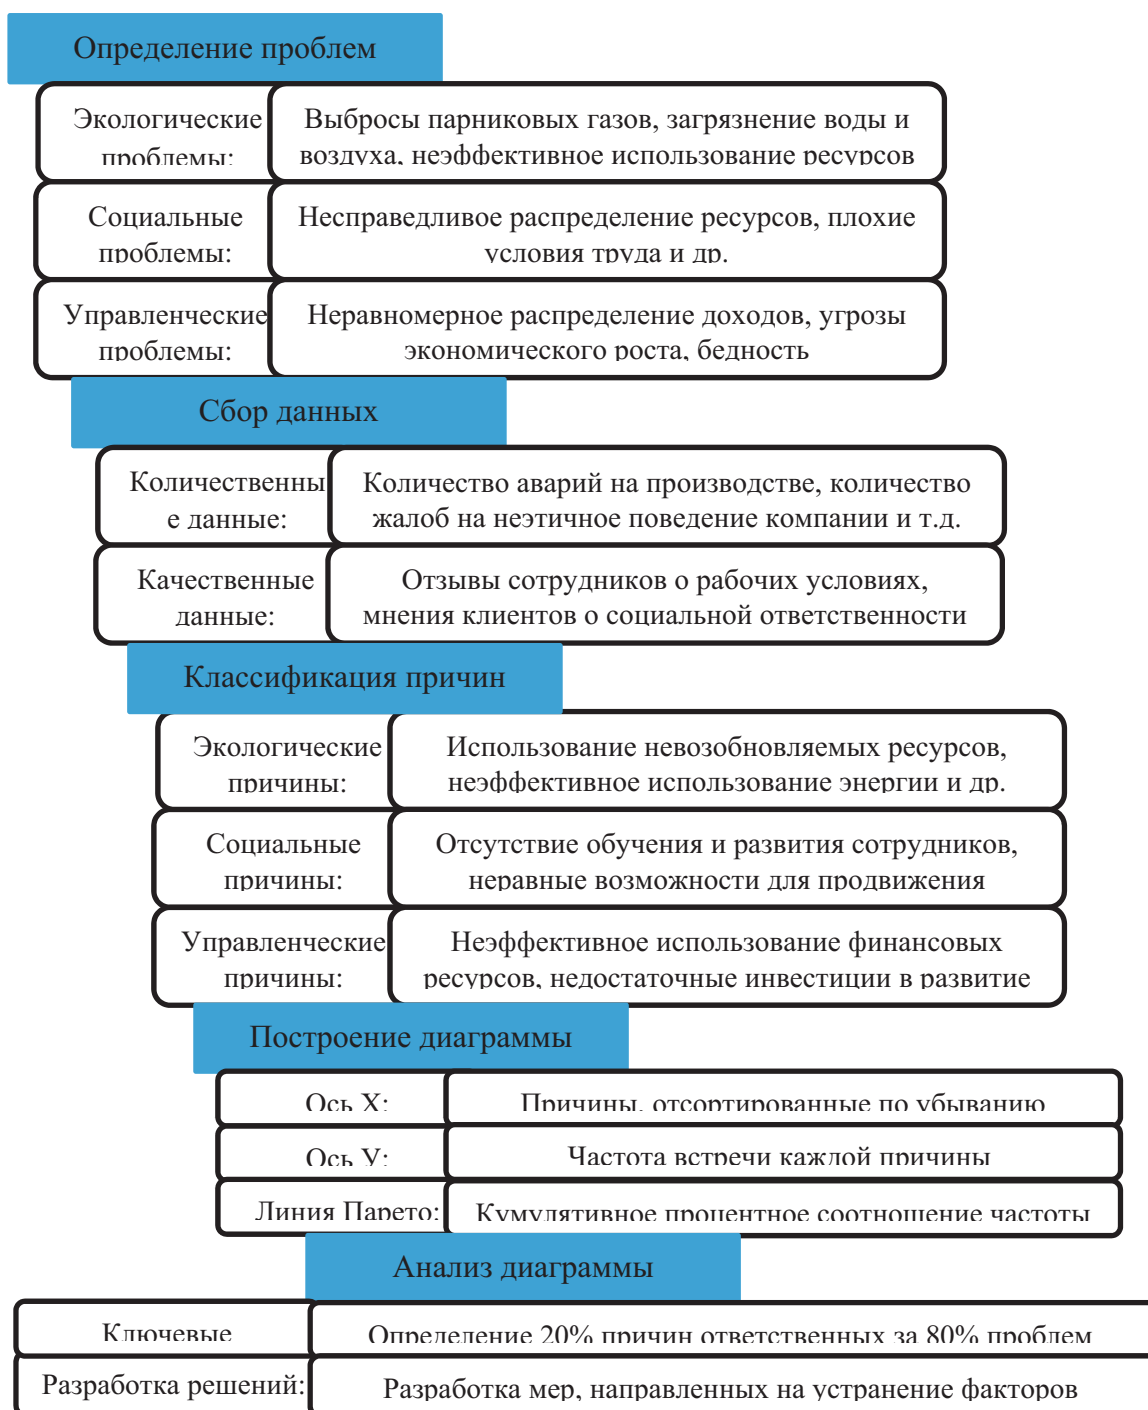 Определение проблем
Экологические
проблемы:
Выбросы парниковых газов, загрязнение воды и
воздуха, неэффективное использование ресурсов
Социальные
проблемы:
Несправедливое распределение ресурсов, плохие
условия труда и др.
Управленческие
проблемы:
Неравномерное распределение доходов, угрозы
экономического роста, бедность
Сбор данных
Количественны
е данные:
Количество аварий на производстве, количество
жалоб на неэтичное поведение компании и т.д.
Качественные
данные:
Отзывы сотрудников о рабочих условиях,
мнения клиентов о социальной ответственности
Классификация причин
Экологические
причины:
Использование невозобновляемых ресурсов,
неэффективное использование энергии и др.
Социальные
причины:
Отсутствие обучения и развития сотрудников,
неравные возможности для продвижения
Управленческие
причины:
Неэффективное использование финансовых
ресурсов, недостаточные инвестиции в развитие
Построение диаграммы
Ось X:
Причины, отсортированные по убыванию
Ось У:
Частота встречи каждой причины
Линия Парето:
Кумулятивное процентное соотношение частоты
Анализ диаграммы
Ключевые
Определение 20% причин ответственных за 80% проблем
Разработка решений:
Разработка мер, направленных на устранение факторов